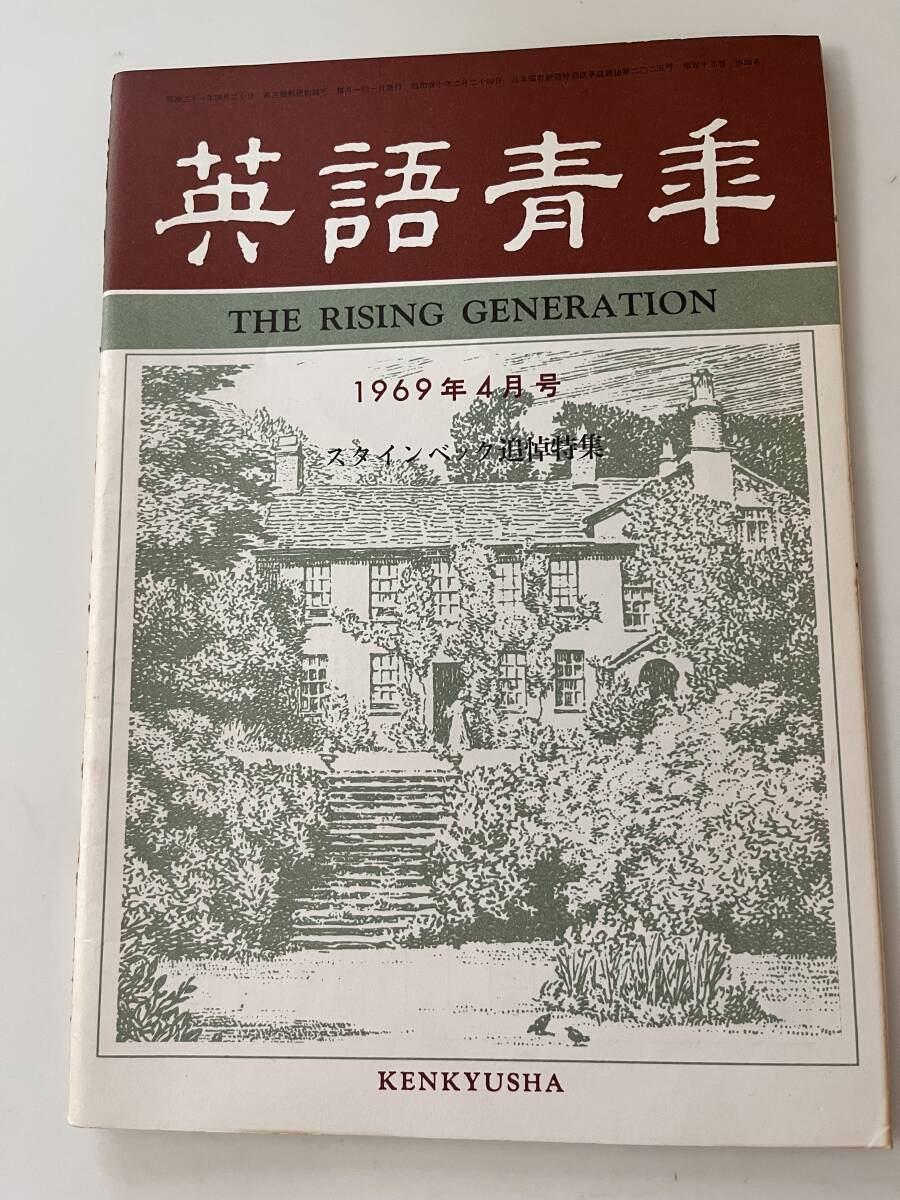 英語青年
THE RISING GENERATION
1969年4月号
スタインベック追悼特集
KENKYUSHA